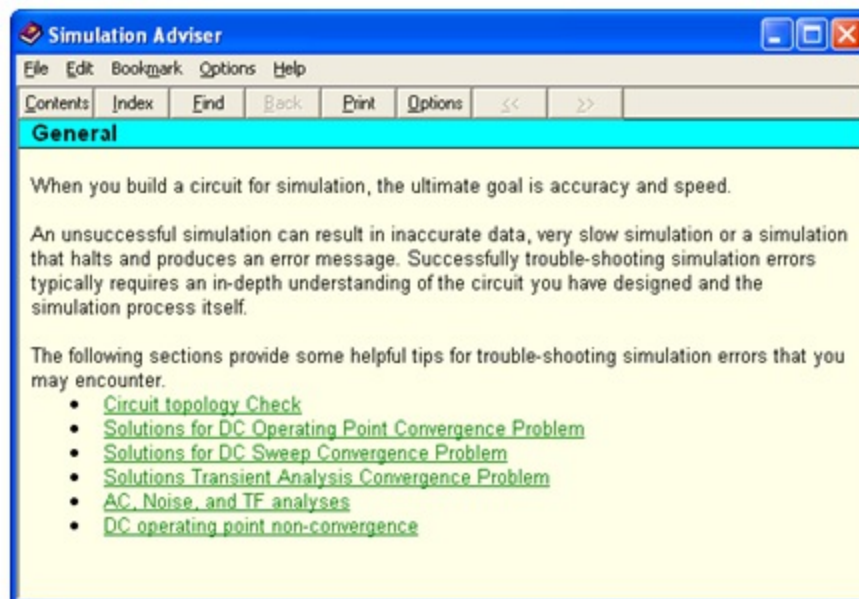 Simulation Adviser
File Edit Bookmark Options Help
Contents Index Find Back Print Options << >>
General
When you build a circuit for simulation, the ultimate goal is accuracy and speed.
An unsuccessful simulation can result in inaccurate data, very slow simulation or a simulation
that halts and produces an error message. Successfully trouble-shooting simulation errors
typically requires an in-depth understanding of the circuit you have designed and the
simulation process itself.
The following sections provide some helpful tips for trouble-shooting simulation errors that you
may encounter.
• Circuit topology Check
• Solutions for DC Operating Point Convergence Problem
• Solutions for DC Sweep Convergence Problem
• Solutions Transient Analysis Convergence Problem
• AC, Noise, and TF analyses
• DC operating point non-convergence